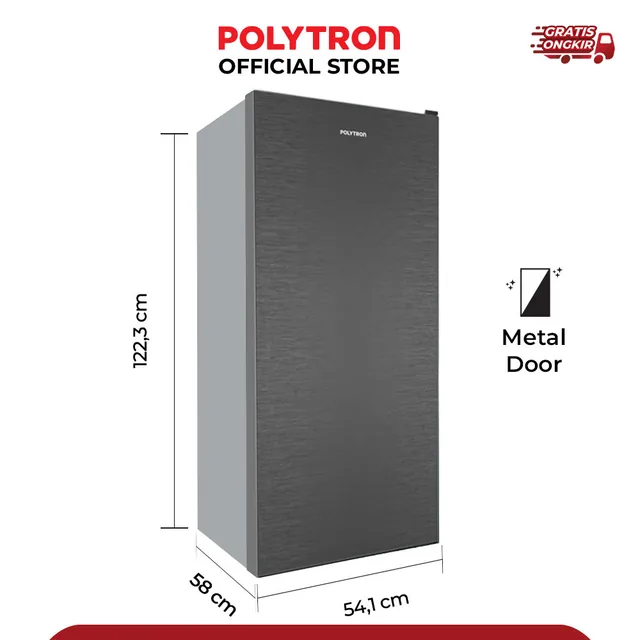 POLYTRON
OFFICIAL STORE
GRATIS
ONGKIR
POLYTRON
122,3 cm
Metal
Door
58 cm
54,1 cm